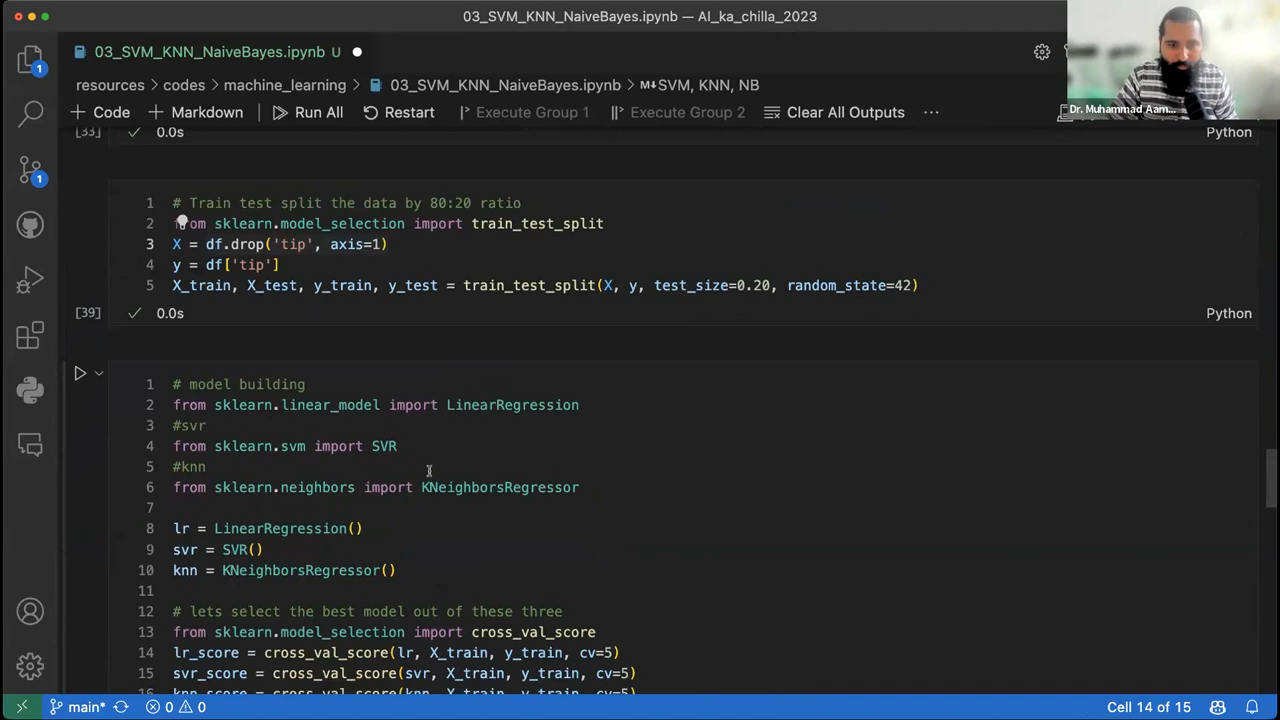 03_SVM_KNN_NaiveBayes.ipynb — AI_ka_chilla_2023
03_SVM_KNN_NaiveBayes.ipynb U
resources > codes > machine_learning > 03_SVM_KNN_NaiveBayes.ipynb > M↓SVM, KNN, NB
Dr. Muhammad Aam...
+ Code + Markdown Run All Restart Execute Group 1 Execute Group 2 Clear All Outputs ...
[33] 0.0s Python
1 # Train test split the data by 80:20 ratio
2 from sklearn.model_selection import train_test_split
3 X = df.drop('tip', axis=1)
4 y = df['tip']
5 X_train, X_test, y_train, y_test = train_test_split(X, y, test_size=0.20, random_state=42)
[39] 0.0s Python
1 # model building
2 from sklearn.linear_model import LinearRegression
3 #svr
4 from sklearn.svm import SVR
5 #knn
6 from sklearn.neighbors import KNeighborsRegressor
7
8 lr = LinearRegression()
9 svr = SVR()
10 knn = KNeighborsRegressor()
11
12 # lets select the best model out of these three
13 from sklearn.model_selection import cross_val_score
14 lr_score = cross_val_score(lr, X_train, y_train, cv=5)
15 svr_score = cross_val_score(svr, X_train, y_train, cv=5)
16 knn_score = cross_val_score(knn, X_train, y_train, cv=5)
main* 0 0 Cell 14 of 15
1
1